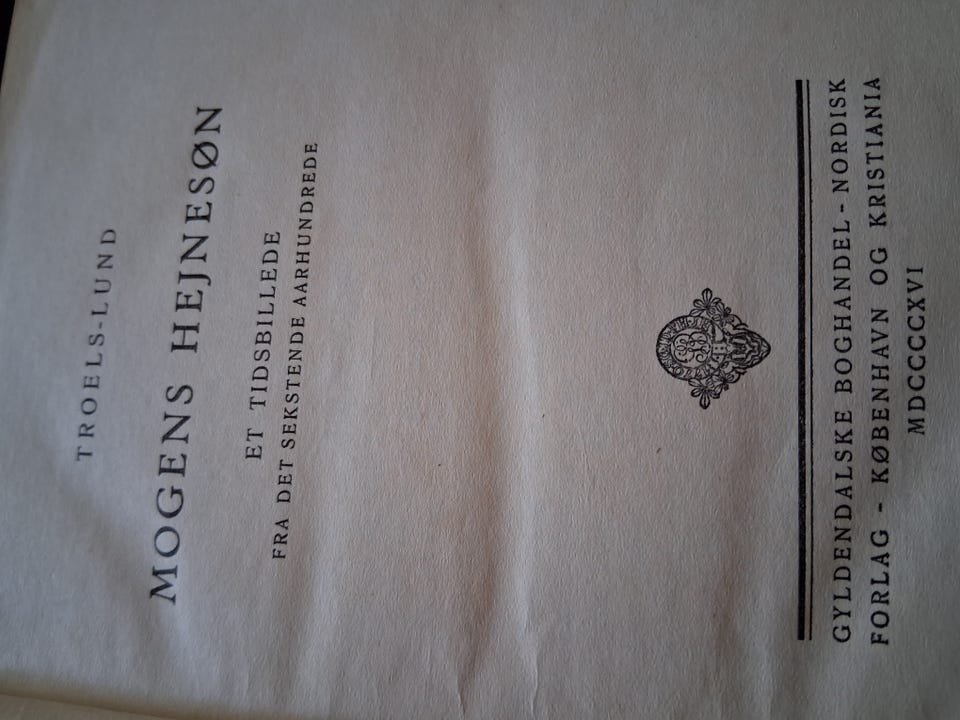 TROELS-LUND
MOGENS HEJNESØN
ET TIDSBILLEDE
FRA DET SEKSTENDE AARHUNDREDE
GYLDENDALSKE BOGHANDEL - NORDISK
FORLAG - KØBENHAVN OG KRISTIANIA
MDCCCCXVI